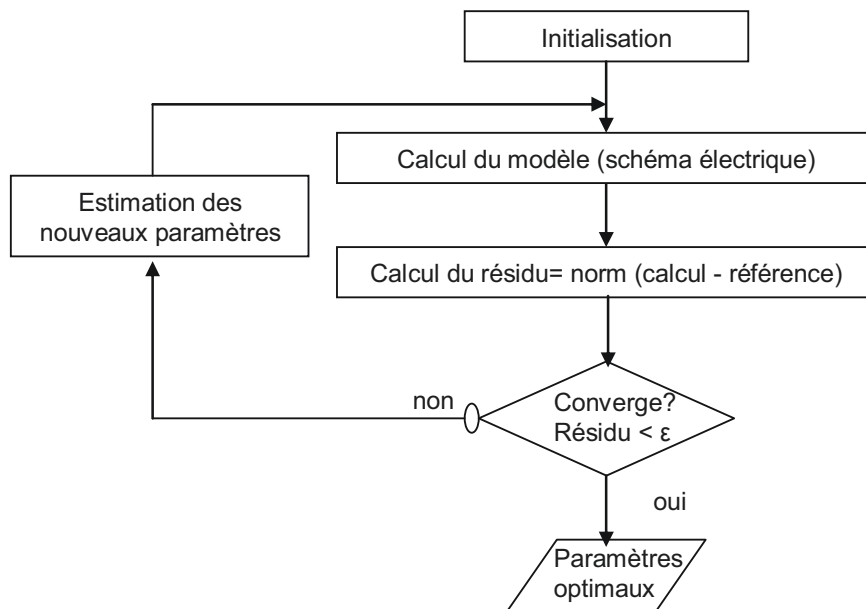 Initialisation
Calcul du modèle (schéma électrique)
Estimation des
nouveaux paramètres
Calcul du résidu= norm (calcul - référence)
non
Converge?
Résidu < ε
oui
Paramètres
optimaux